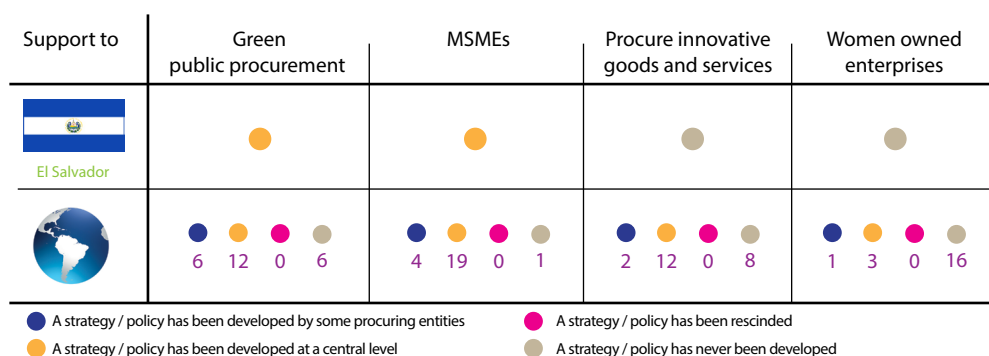 Support to
Green
public procurement
MSMEs
Procure innovative
goods and services
Women owned
enterprises
El Salvador
6 12 0 6
4 19 0 1
2 12 0 8
1 3 0 16
A strategy / policy has been developed by some procuring entities
A strategy / policy has been rescinded
A strategy / policy has been developed at a central level
A strategy / policy has never been developed